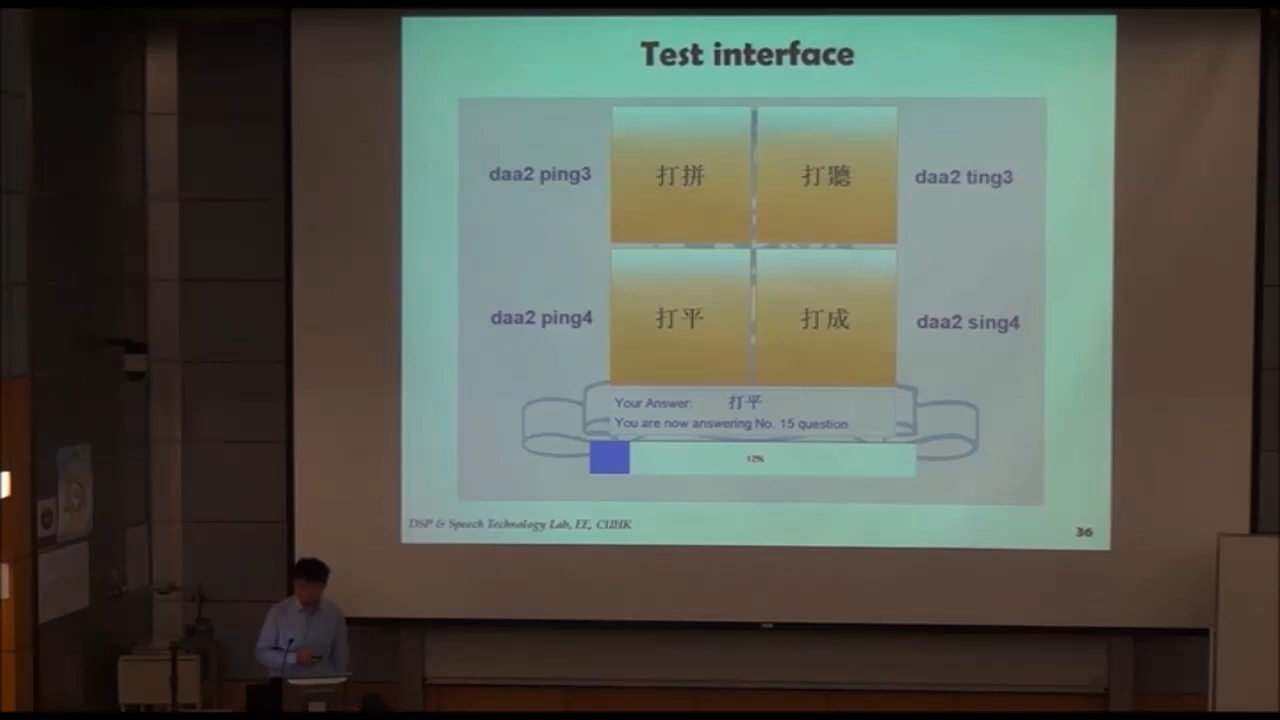 Test interface
daa2 ping3
打拼
打聽
daa2 ting3
daa2 ping4
打平
打成
daa2 sing4
Your Answer: 打平
You are now answering No. 15 question
12%
DSP & Speech Technology Lab, EE, CUHK
36